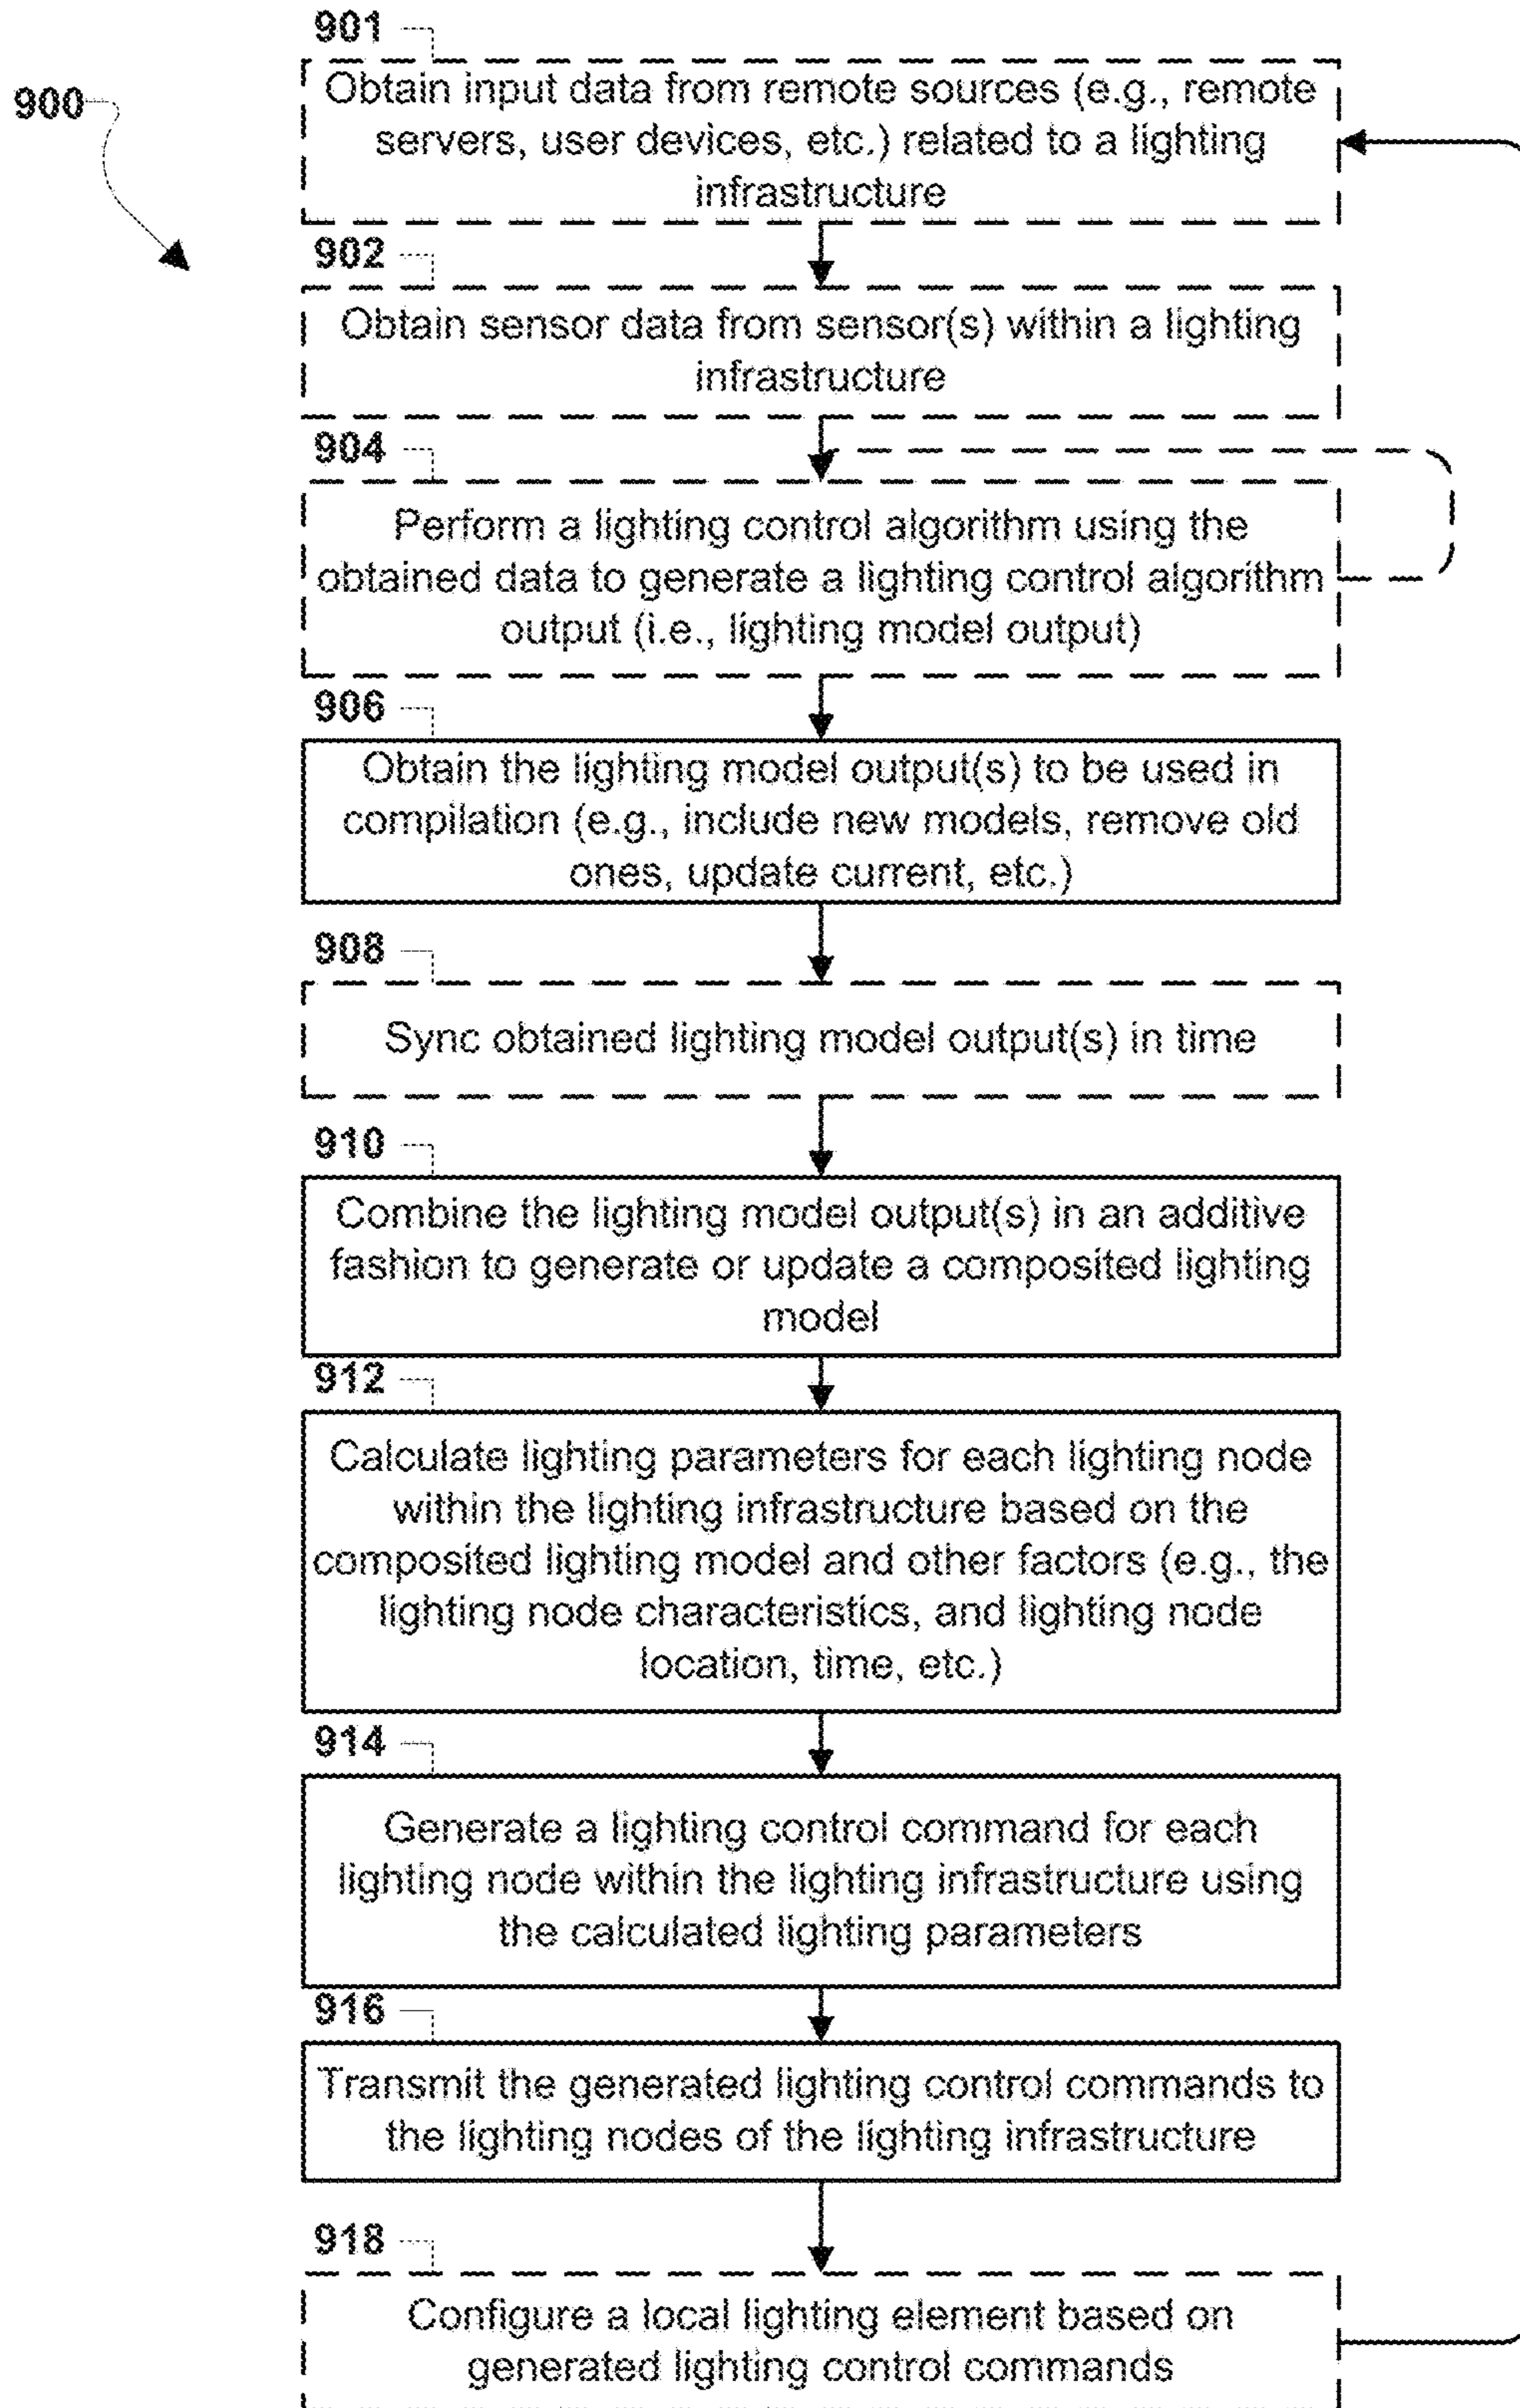 901
900
Obtain input data from remote sources (e.g., remote
servers, user devices, etc.) related to a lighting
infrastructure
902
Obtain sensor data from sensor(s) within a lighting
infrastructure
904
Perform a lighting control algorithm using the
obtained data to generate a lighting control algorithm
output (i.e., lighting model output)
906
Obtain the lighting model output(s) to be used in
compilation (e.g., include new models, remove old
ones, update current, etc.)
908
Sync obtained lighting model output(s) in time
910
Combine the lighting model output(s) in an additive
fashion to generate or update a composited lighting
model
912
Calculate lighting parameters for each lighting node
within the lighting infrastructure based on the
composited lighting model and other factors (e.g., the
lighting node characteristics, and lighting node
location, time, etc.)
914
Generate a lighting control command for each
lighting node within the lighting infrastructure using
the calculated lighting parameters
916
Transmit the generated lighting control commands to
the lighting nodes of the lighting infrastructure
918
Configure a local lighting element based on
generated lighting control commands